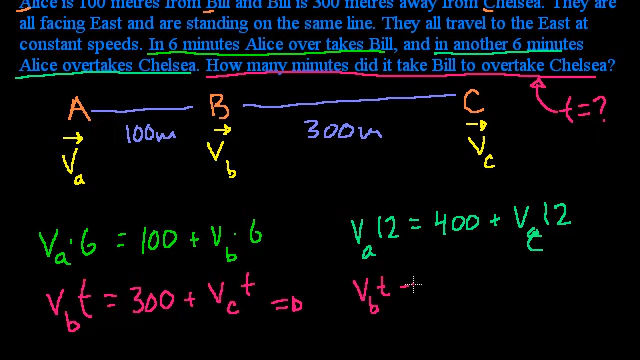 Alice is 100 metres from Bill and Bill is 300 metres away from Chelsea. They are
all facing East and are standing on the same line. They all travel to the East at
constant speeds. In 6 minutes Alice over takes Bill, and in another 6 minutes
Alice overtakes Chelsea. How many minutes did it take Bill to overtake Chelsea?
A B C t=?
100m 300m
Va Vb Vc
Va·6 = 100 + Vb·6
Va12 = 400 + Vc12
Vbt = 300 + Vct => Vbt -